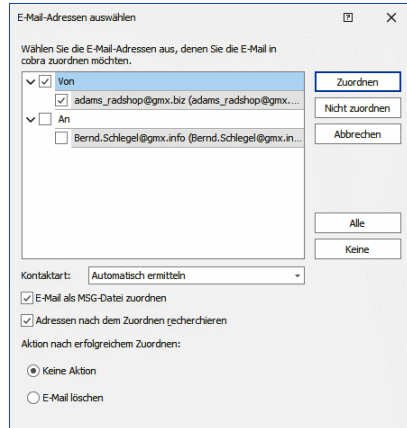 E-Mail-Adressen auswählen
Wählen Sie die E-Mail-Adressen aus, denen Sie die E-Mail in
cobra zuordnen möchten.
Von
adams_radshop@gmx.biz (adams_radshop@gmx....
An
Bernd.Schlegel@gmx.info (Bernd.Schlegel@gmx.in...
Zuordnen
Nicht zuordnen
Abbrechen
Alle
Keine
Kontaktart: Automatisch ermitteln
E-Mail als MSG-Datei zuordnen
Adressen nach dem Zuordnen recherchieren
Aktion nach erfolgreichem Zuordnen:
Keine Aktion
E-Mail löschen